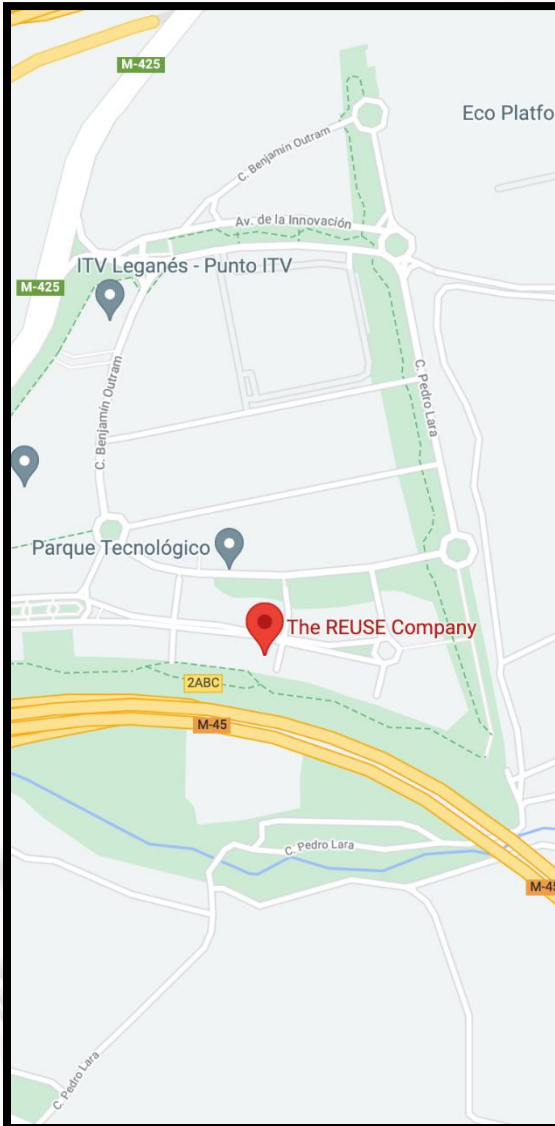 M-425
Eco Platfo
C. Benjamín Outram
Av. de la Innovación
ITV Leganés - Punto ITV
M-425
C. Benjamín Outram
C. Pedro Lara
Parque Tecnológico
The REUSE Company
2ABC
M-45
C. Pedro Lara
M-45
C. Pedro Lara